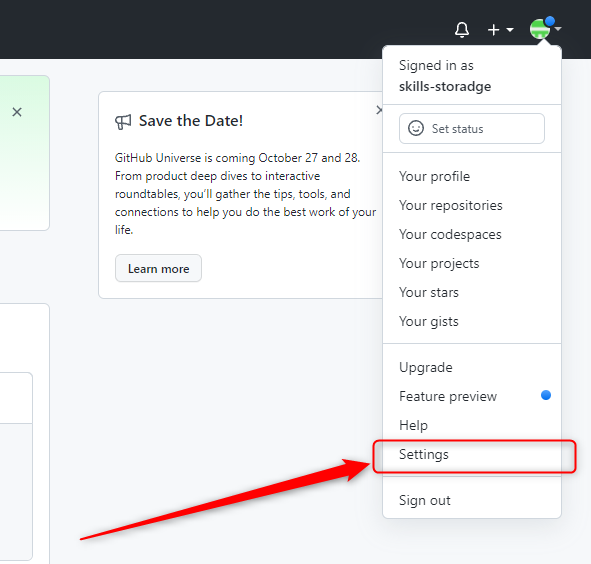 Signed in as
skills-storadge
Set status
Save the Date!
GitHub Universe is coming October 27 and 28.
From product deep dives to interactive
roundtables, you'll gather the tips, tools, and
connections to help you do the best work of your
life.
Learn more
Your profile
Your repositories
Your codespaces
Your projects
Your stars
Your gists
Upgrade
Feature preview
Help
Settings
Sign out